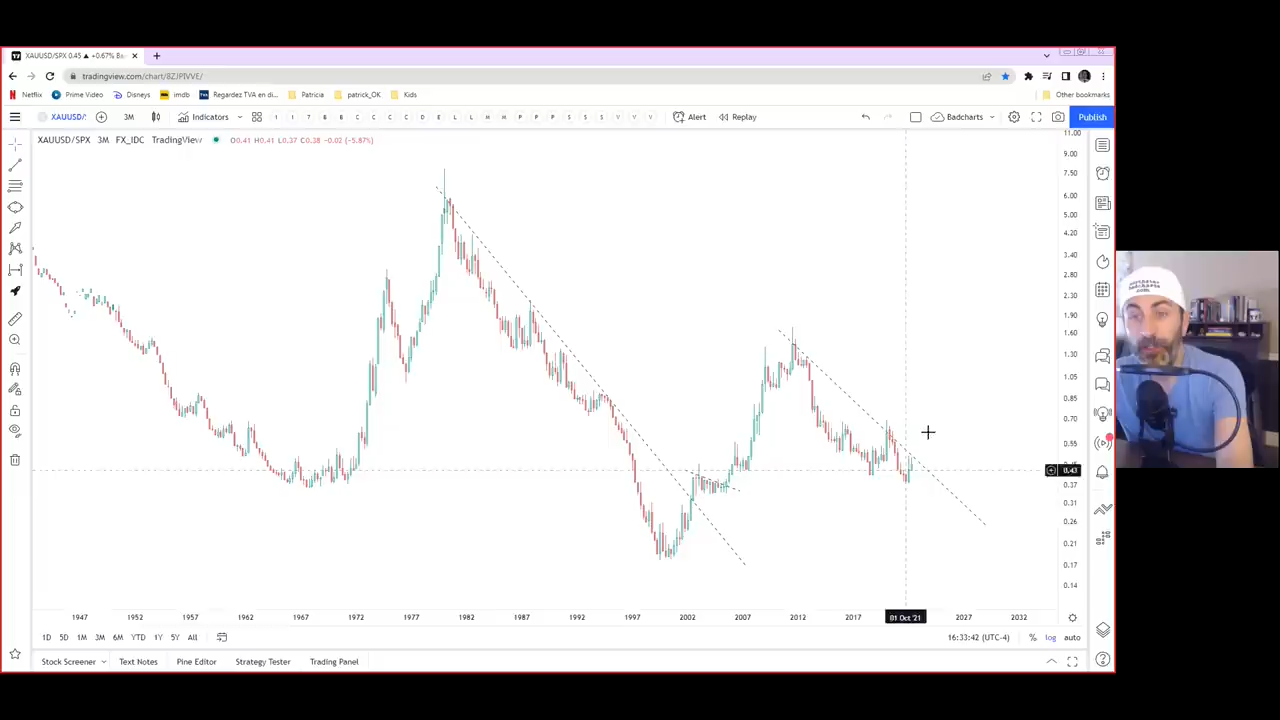 XAUUSD/SPX 0.45 ▲ +0.67% Ba
tradingview.com/chart/8ZJPIVVE/
Netflix Prime Video Disneys imdb Regardez TVA en di... Patricia patrick_OK Kids Other bookmarks
XAUUSD/ 3M Indicators Alert Replay Badcharts Publish
XAUUSD/SPX 3M FX_IDC TradingView O0.41 H0.41 L0.37 C0.38 −0.02 (−5.87%)
11.00
9.00
7.50
6.00
5.00
4.20
3.40
2.80
2.30
1.90
1.60
1.30
1.05
0.85
0.70
0.55
0.43
0.37
0.31
0.26
0.21
0.17
0.14
1947 1952 1957 1962 1967 1972 1977 1982 1987 1992 1997 2002 2007 2012 2017 01 Oct '21 2027 2032
1D 5D 1M 3M 6M YTD 1Y 5Y All 16:33:42 (UTC-4) % log auto
Stock Screener Text Notes Pine Editor Strategy Tester Trading Panel